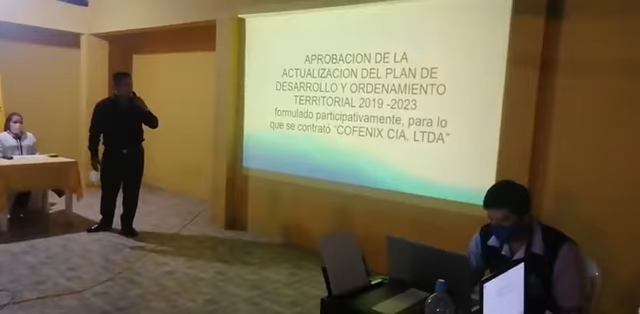 APROBACION DE LA
ACTUALIZACION DEL PLAN DE
DESARROLLO Y ORDENAMIENTO
TERRITORIAL 2019 -2023
formulado participativamente, para lo
que se contrató "COFENIX CIA. LTDA"